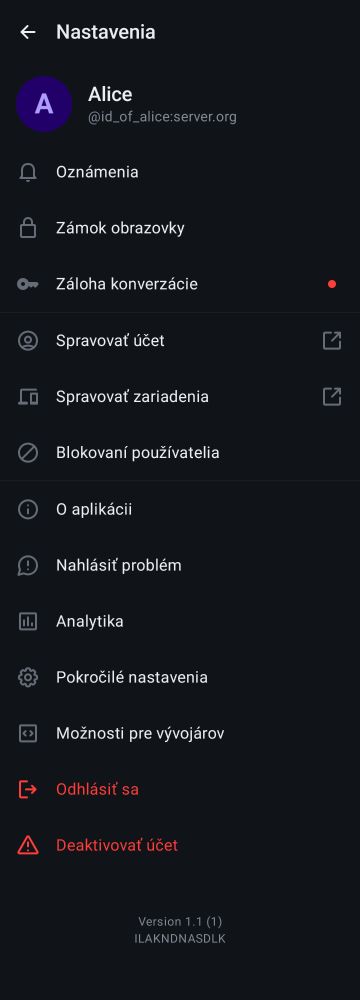 Nastavenia
A
Alice
@id_of_alice:server.org
Oznámenia
Zámok obrazovky
Záloha konverzácie
Spravovať účet
Spravovať zariadenia
Blokovaní používatelia
O aplikácii
Nahlásiť problém
Analytika
Pokročilé nastavenia
Možnosti pre vývojárov
Odhlásiť sa
Deaktivovať účet
Version 1.1 (1)
ILAKNDNASDLK